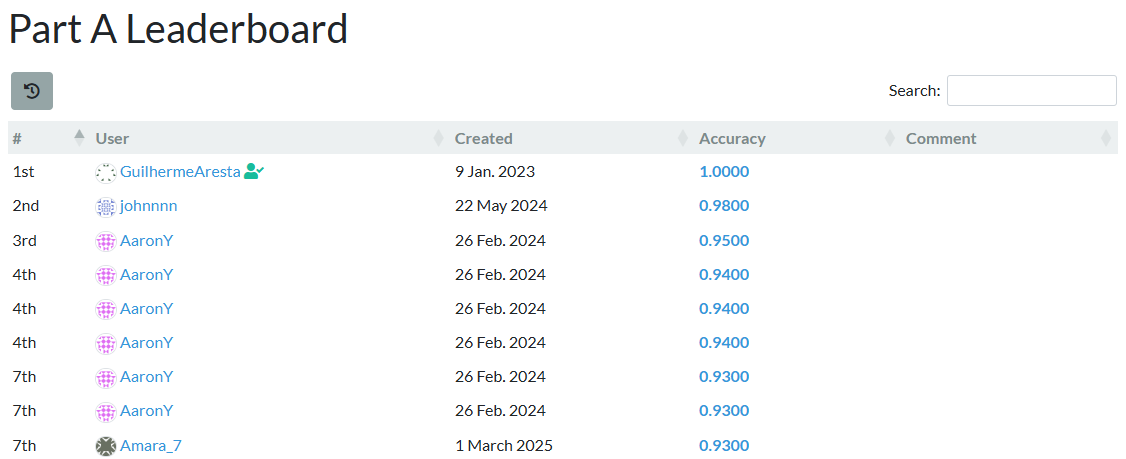 Part A Leaderboard
Search:
# User Created Accuracy Comment
1st GuilhermeAresta 9 Jan. 2023 1.0000
2nd johnnnn 22 May 2024 0.9800
3rd AaronY 26 Feb. 2024 0.9500
4th AaronY 26 Feb. 2024 0.9400
4th AaronY 26 Feb. 2024 0.9400
4th AaronY 26 Feb. 2024 0.9400
7th AaronY 26 Feb. 2024 0.9300
7th AaronY 26 Feb. 2024 0.9300
7th Amara_7 1 March 2025 0.9300